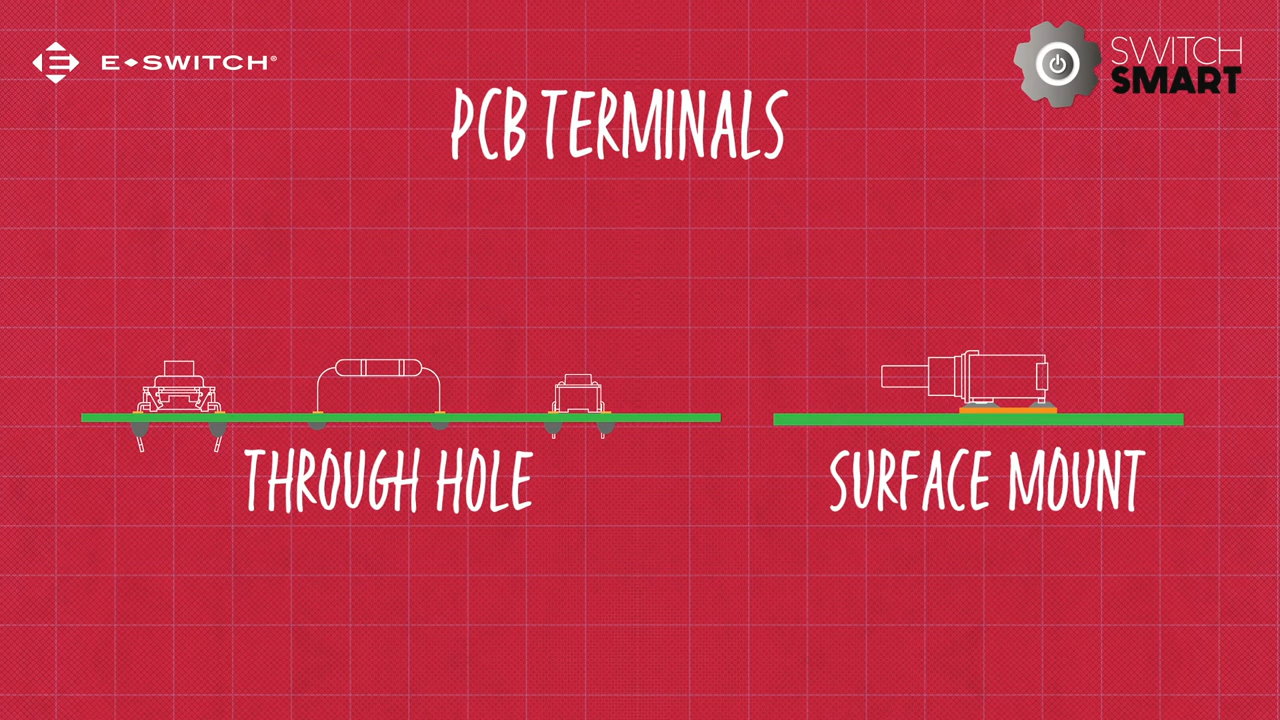 E SWITCH®
SWITCH
SMART
PCB TERMINALS
THROUGH HOLE
SURFACE MOUNT